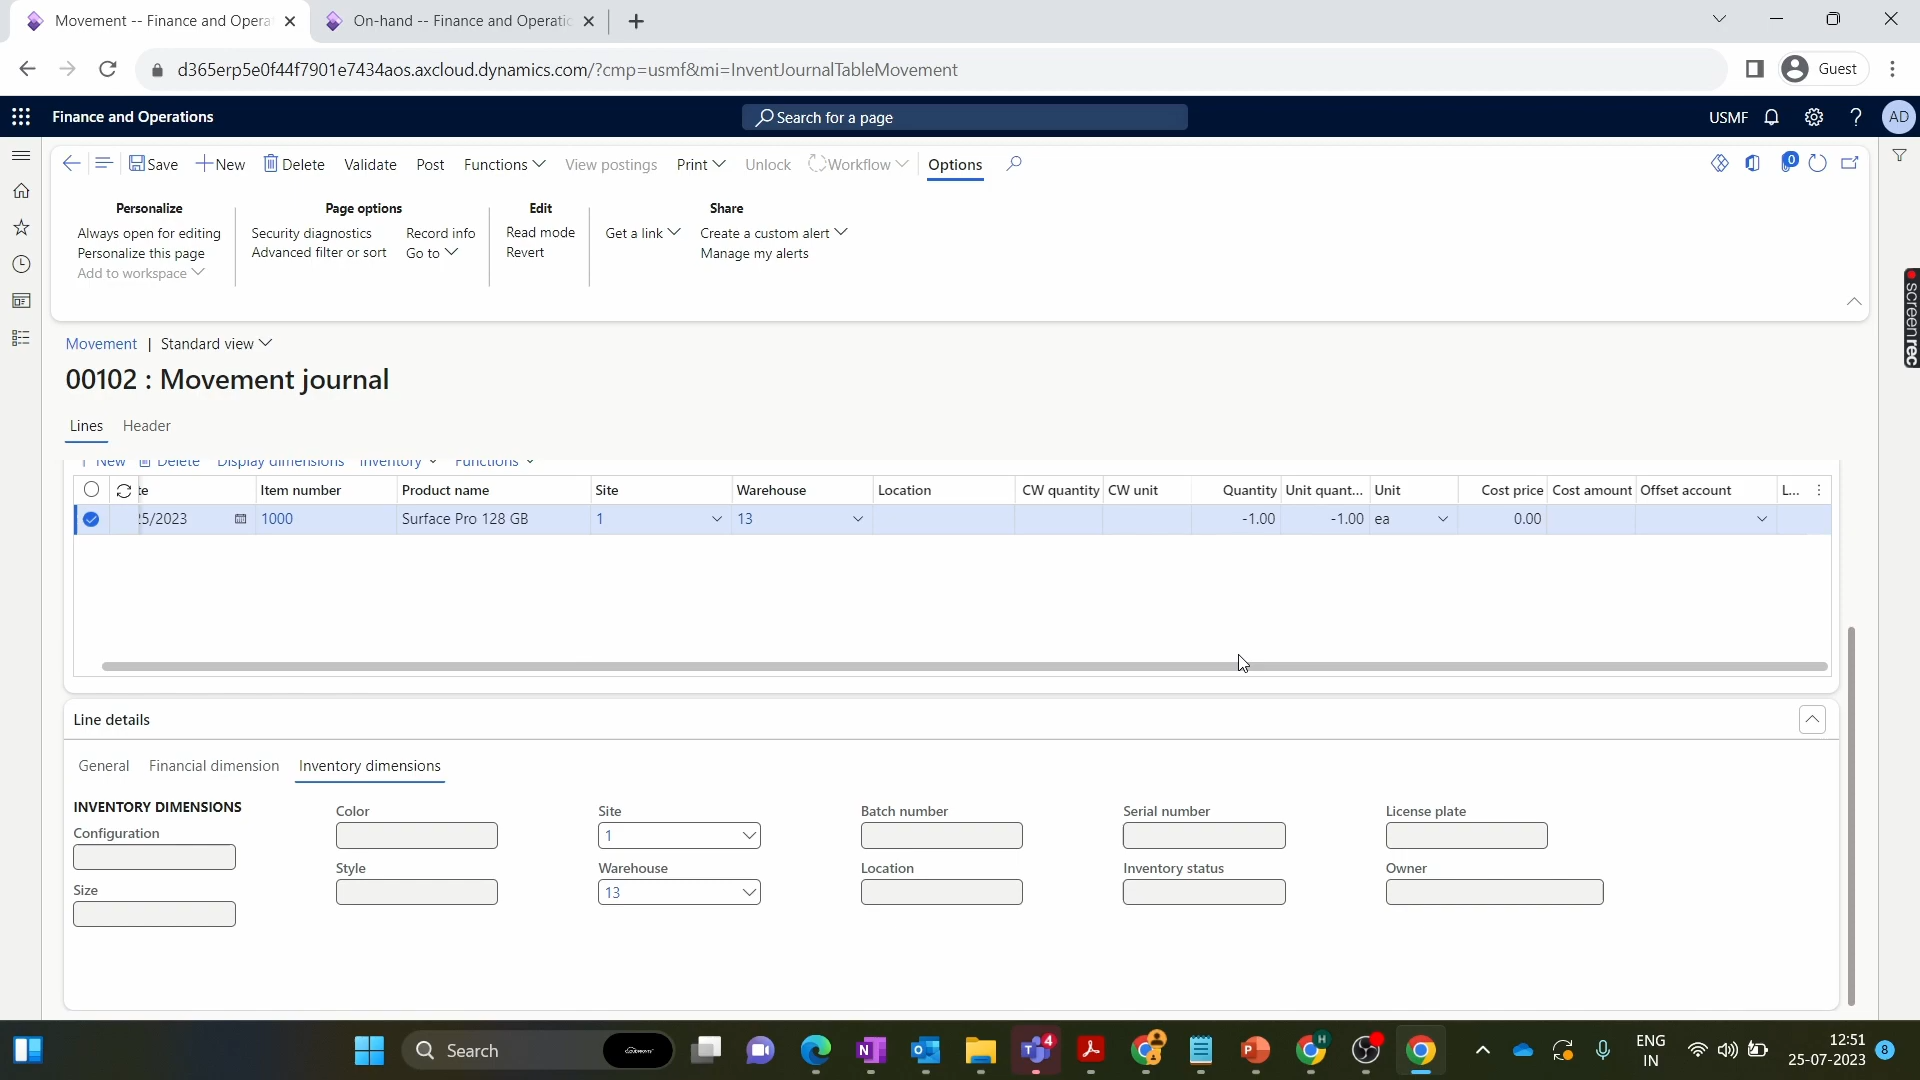 Movement -- Finance and Opera
On-hand -- Finance and Operatic
d365erp5e0f44f7901e7434aos.axcloud.dynamics.com/?cmp=usmf&mi=InventJournalTableMovement
Guest
Finance and Operations
Search for a page
USMF
AD
Save New Delete Validate Post Functions View postings Print Unlock Workflow Options
0
Personalize
Always open for editing
Personalize this page
Add to workspace
Page options
Security diagnostics Record info
Advanced filter or sort Go to
Edit
Read mode
Revert
Share
Get a link Create a custom alert
Manage my alerts
screenrec
Movement | Standard view
00102 : Movement journal
Lines Header
New Delete Display dimensions Inventory Functions
te Item number Product name Site Warehouse Location CW quantity CW unit Quantity Unit quant... Unit Cost price Cost amount Offset account L...
25/2023 1000 Surface Pro 128 GB 1 13 -1.00 -1.00 ea 0.00
Line details
General Financial dimension Inventory dimensions
INVENTORY DIMENSIONS
Configuration
Size
Color
Style
Site
1
Warehouse
13
Batch number
Location
Serial number
Inventory status
License plate
Owner
Search
4
H
ENG
IN
12:51
25-07-2023
8